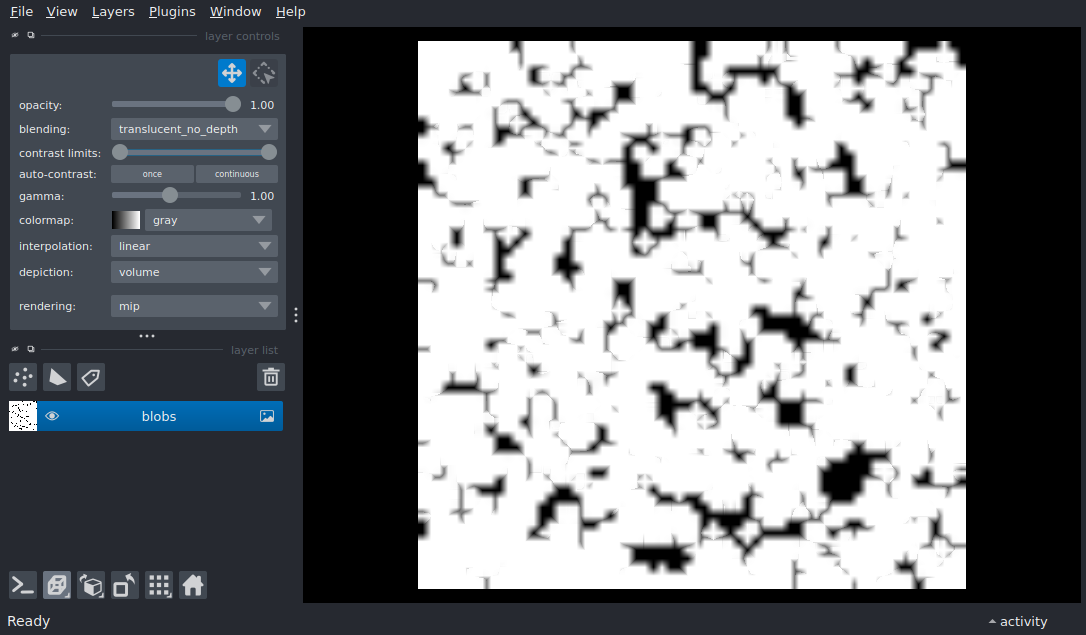 File View Layers Plugins Window Help
layer controls
opacity: 1.00
blending: translucent_no_depth
contrast limits:
auto-contrast: once continuous
gamma: 1.00
colormap: gray
interpolation: linear
depiction: volume
rendering: mip
layer list
blobs
Ready activity